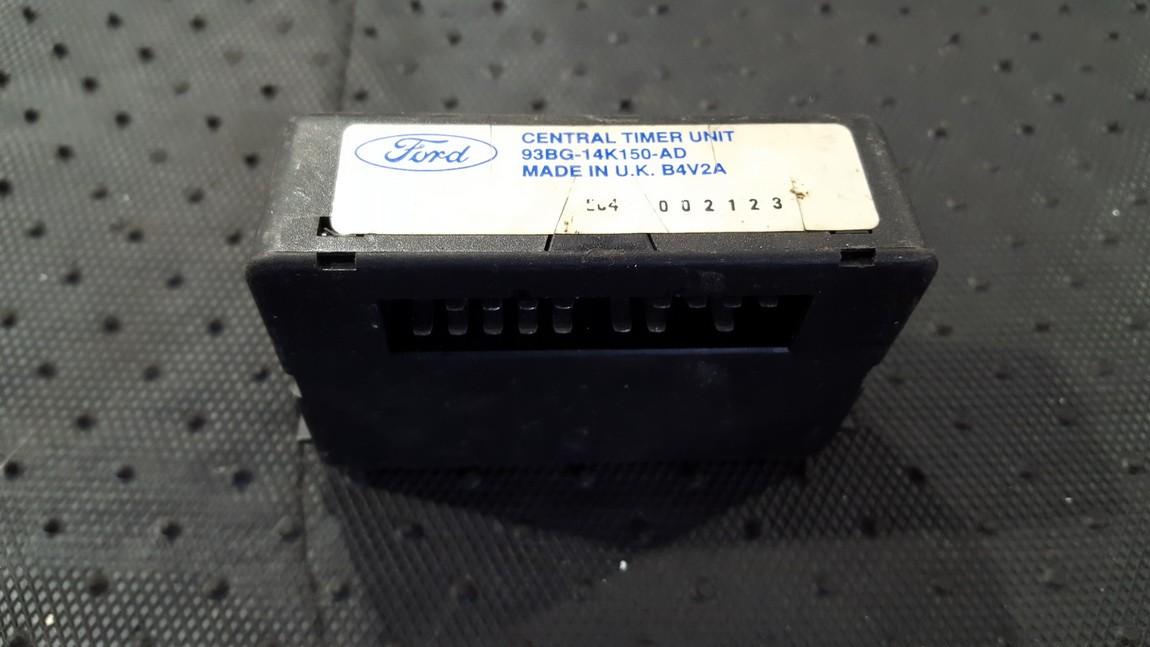 Ford
CENTRAL TIMER UNIT
93BG-14K150-AD
MADE IN U.K. B4V2A
002123